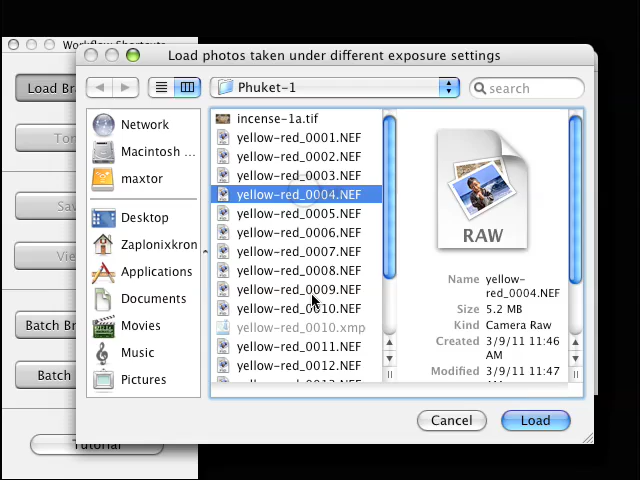 Workflow Shortcuts
Load photos taken under different exposure settings
Phuket-1
search
Load Bra
Ton
Sav
Vie
Batch Br
Batch
Tutorial
Network
Macintosh ...
maxtor
Desktop
Zaplonixkron
Applications
Documents
Movies
Music
Pictures
incense-1a.tif
yellow-red_0001.NEF
yellow-red_0002.NEF
yellow-red_0003.NEF
yellow-red_0004.NEF
yellow-red_0005.NEF
yellow-red_0006.NEF
yellow-red_0007.NEF
yellow-red_0008.NEF
yellow-red_0009.NEF
yellow-red_0010.NEF
yellow-red_0010.xmp
yellow-red_0011.NEF
yellow-red_0012.NEF
RAW
Name yellow-
red_0004.NEF
Size 5.2 MB
Kind Camera Raw
Created 3/9/11 11:46
AM
Modified 3/9/11 11:47
Cancel
Load